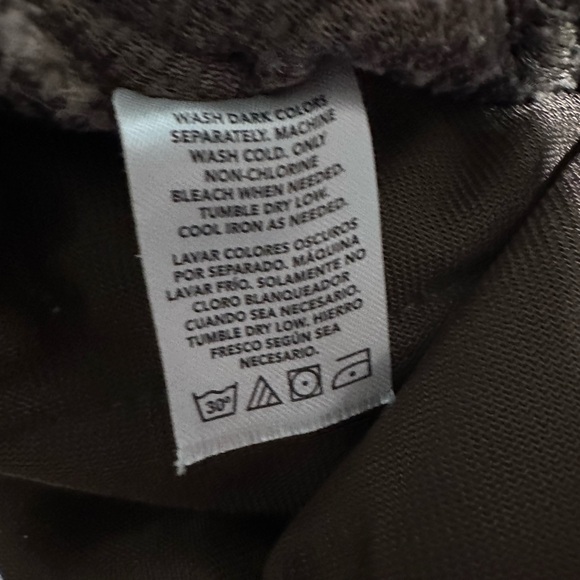 WASH DARK COLORS
SEPARATELY. MACHINE
WASH COLD. ONLY
NON-CHLORINE
BLEACH WHEN NEEDED.
TUMBLE DRY LOW.
COOL IRON AS NEEDED.
LAVAR COLORES OSCUROS
POR SEPARADO. MÁQUINA
LAVAR FRÍO. SOLAMENTE NO
CLORO BLANQUEADOR
CUANDO SEA NECESARIO.
TUMBLE DRY LOW. HIERRO
FRESCO SEGÚN SEA
NECESARIO.
30°